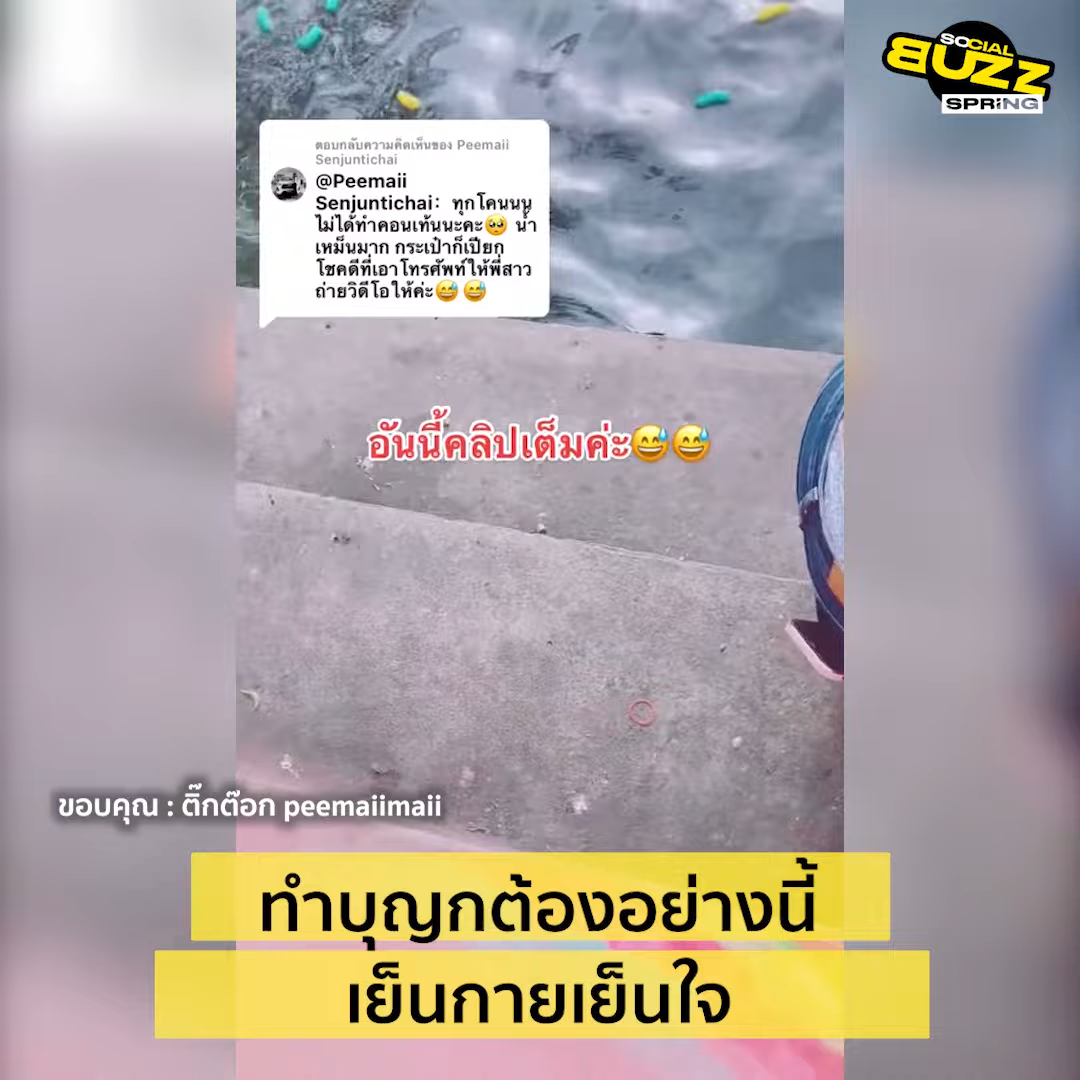 SOCIAL
BUZZ
SPRiNG
ตอบกลับความคิดเห็นของ Peemaii
Senjuntichai
@Peemaii
Senjuntichai: ทุกโคนนนู
ไม่ได้ทำคอนเท้นนะคะ🥺 น้ำ
เหม็นมาก กระเป๋าก็เปียก
โชคดีที่เอาโทรศัพท์ให้พี่สาว
ถ่ายวิดีโอให้ค่ะ😅 😅
อันนี้คลิปเต็มค่ะ😅😅
ขอบคุณ : ติ๊กต๊อก peemaiimaii
ทำบุญกต้องอย่างนี้
เย็นกายเย็นใจ